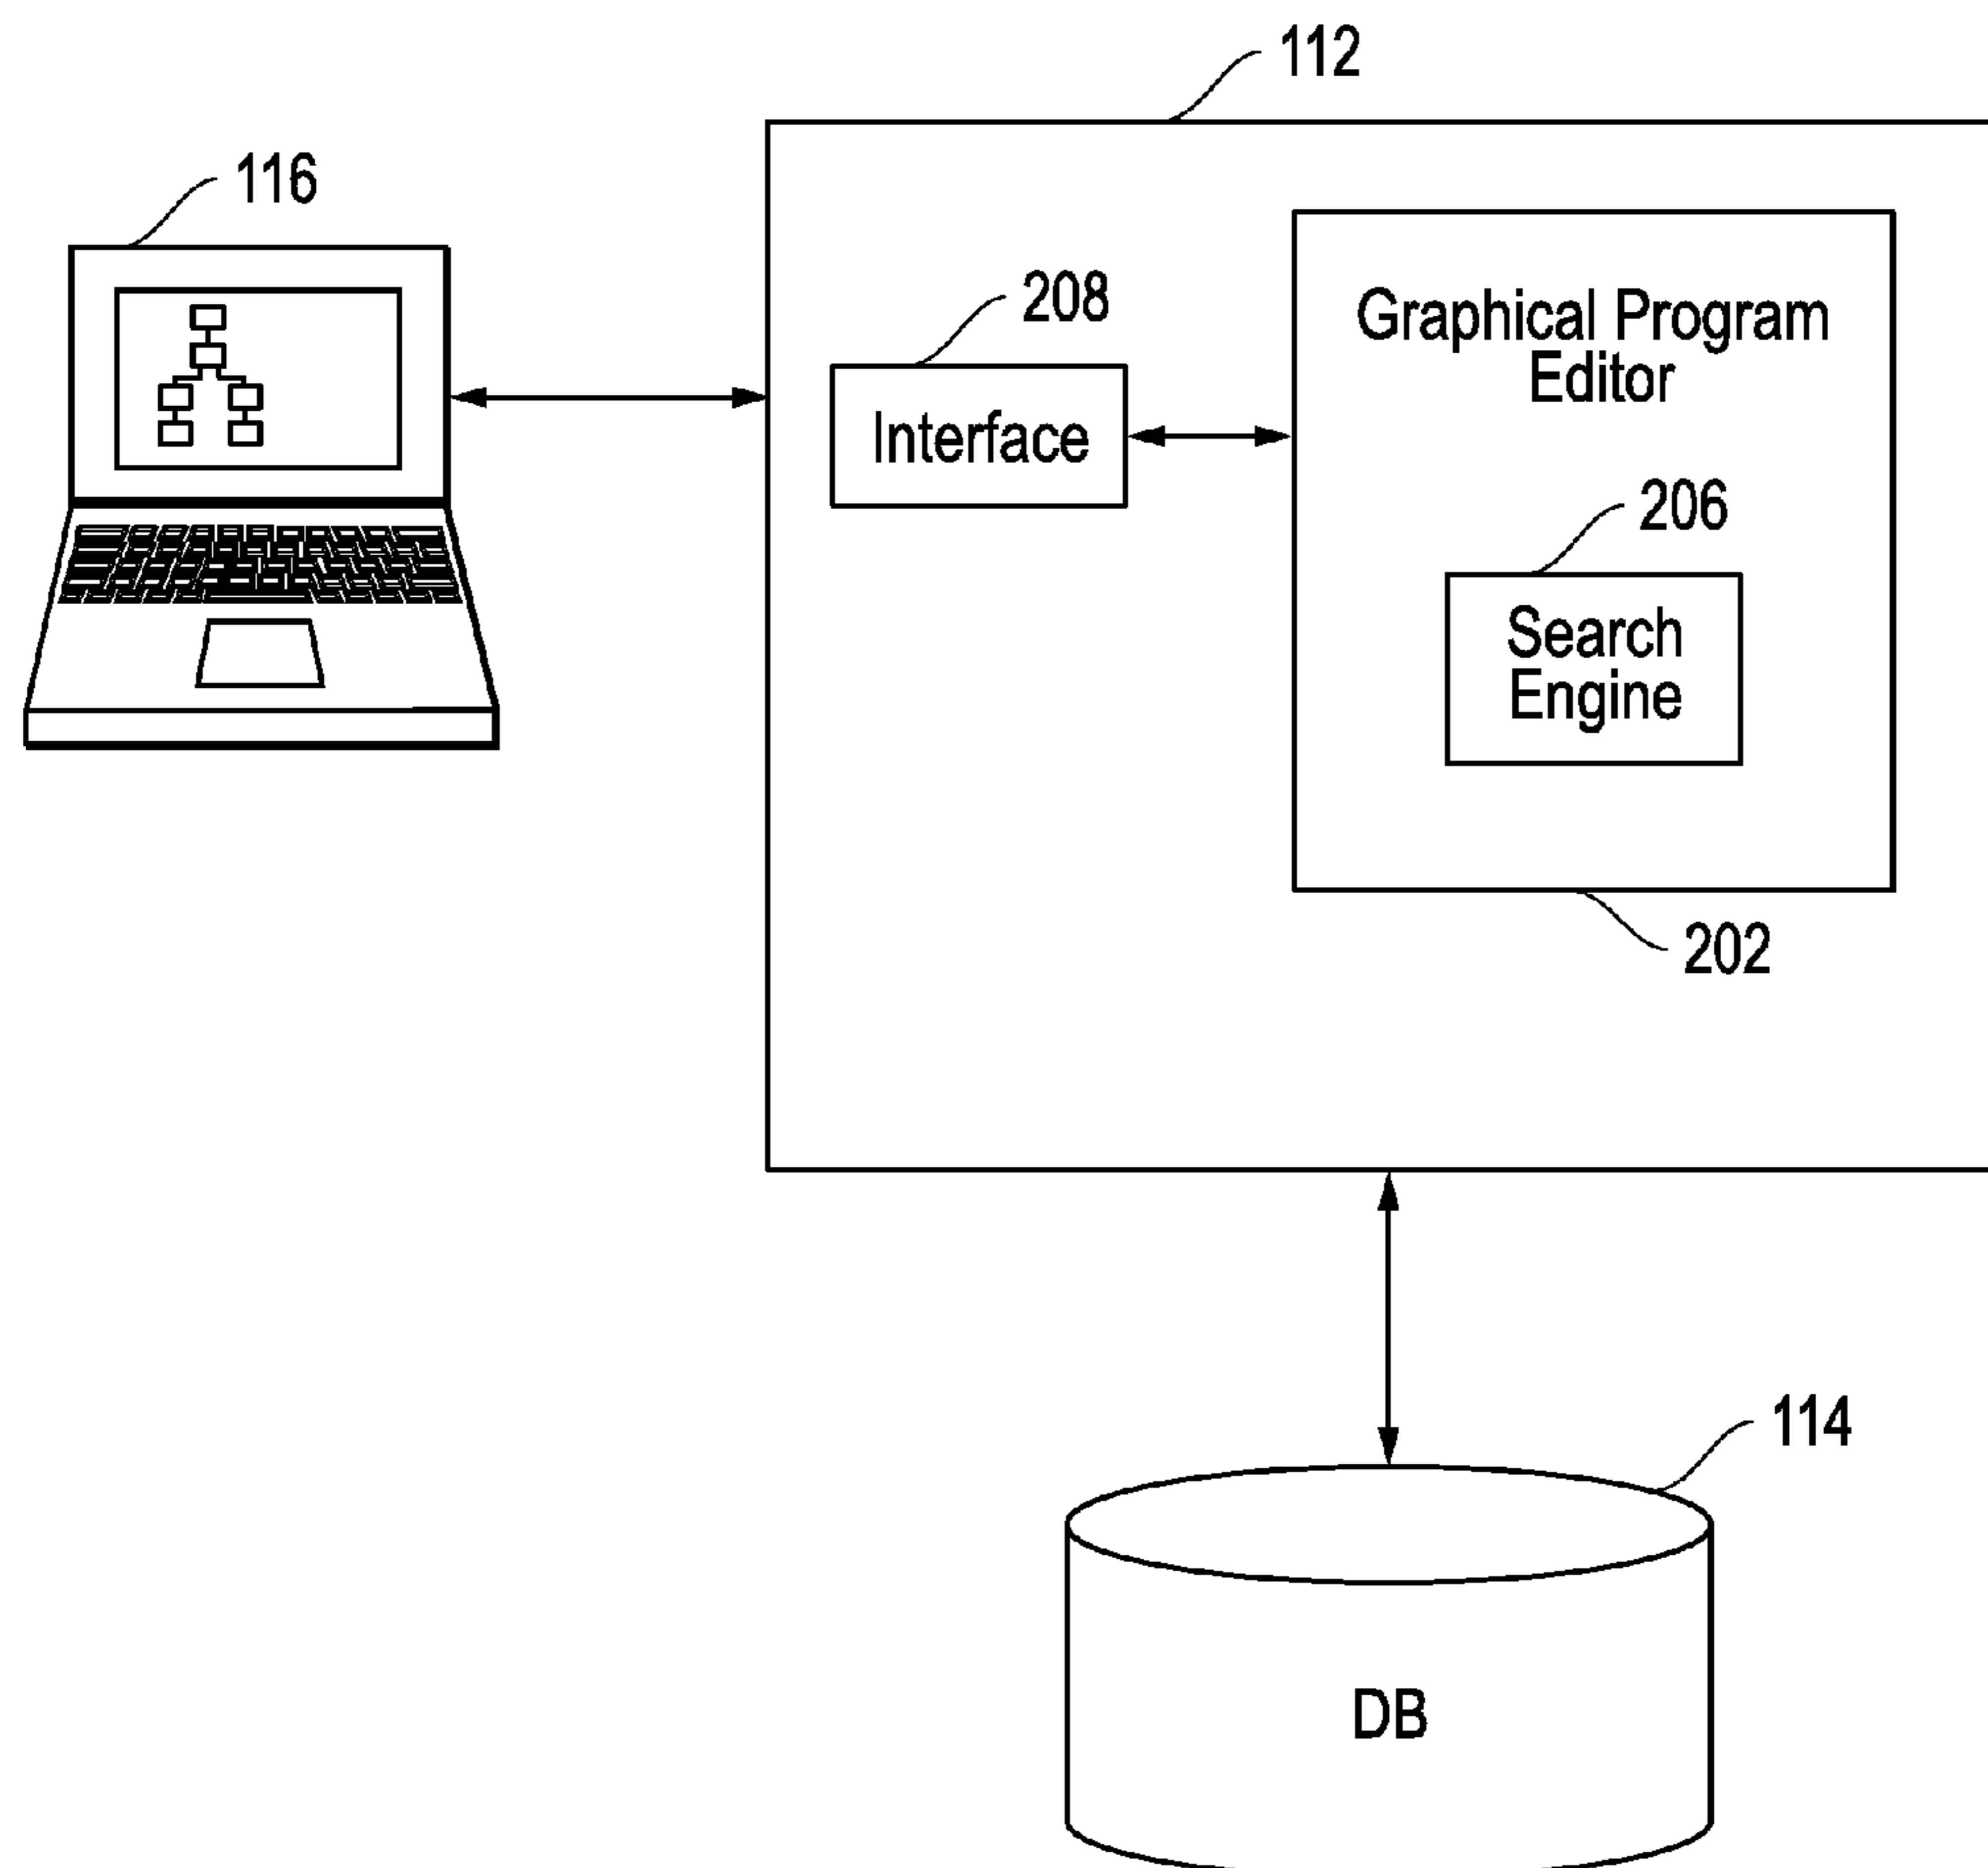 112
116
208
Graphical Program
Editor
Interface
206
Search
Engine
202
114
DB